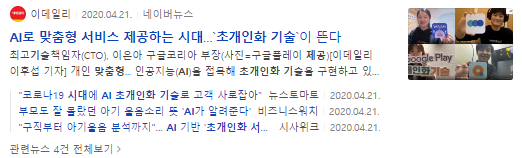 이데일리 2020.04.21. 네이버뉴스
AI로 맞춤형 서비스 제공하는 시대...`초개인화 기술`이 뜬다
최고기술책임자(CTO), 이은아 구글코리아 부장(사진=구글플레이 제공)[이데일리
이후섭 기자] 개인 맞춤형... 인공지능(AI)을 접목해 초개인화 기술을 구현하고 있...
"코로나19 시대에 AI 초개인화 기술로 고객 사로잡아" 뉴스토마토 2020.04.21.
부모도 잘 몰랐던 아기 울음소리 뜻 'AI가 알려준다' 비즈니스워치 2020.04.21.
"구직부터 아기울음 분석까지"... AI 기반 '초개인화 서... 시사위크 2020.04.21.
관련뉴스 4건 전체보기
Google Play
개인화기